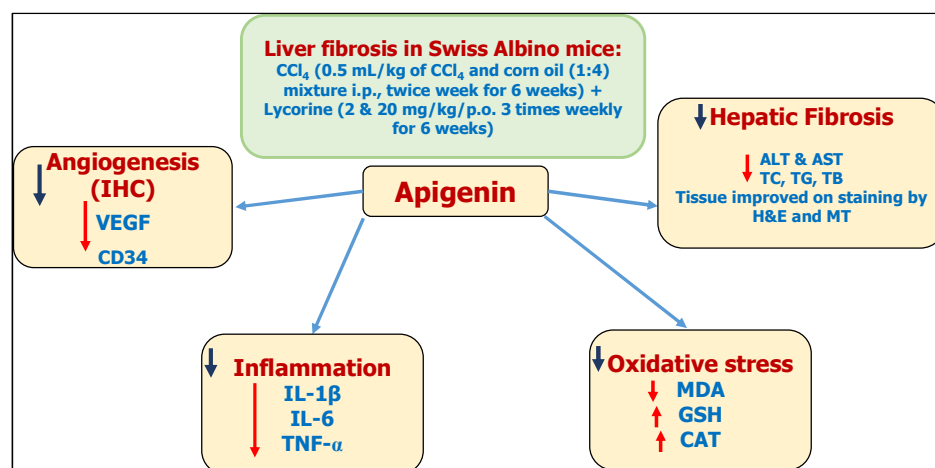 Liver fibrosis in Swiss Albino mice:
CCl₄ (0.5 mL/kg of CCl₄ and corn oil (1:4)
mixture i.p., twice week for 6 weeks) +
Lycorine (2 & 20 mg/kg/p.o. 3 times weekly
for 6 weeks)
Hepatic Fibrosis
ALT & AST
TC, TG, TB
Tissue improved on staining by
H&E and MT
Angiogenesis
(IHC)
VEGF
CD34
Apigenin
Inflammation
IL-1β
IL-6
TNF-α
Oxidative stress
MDA
GSH
CAT